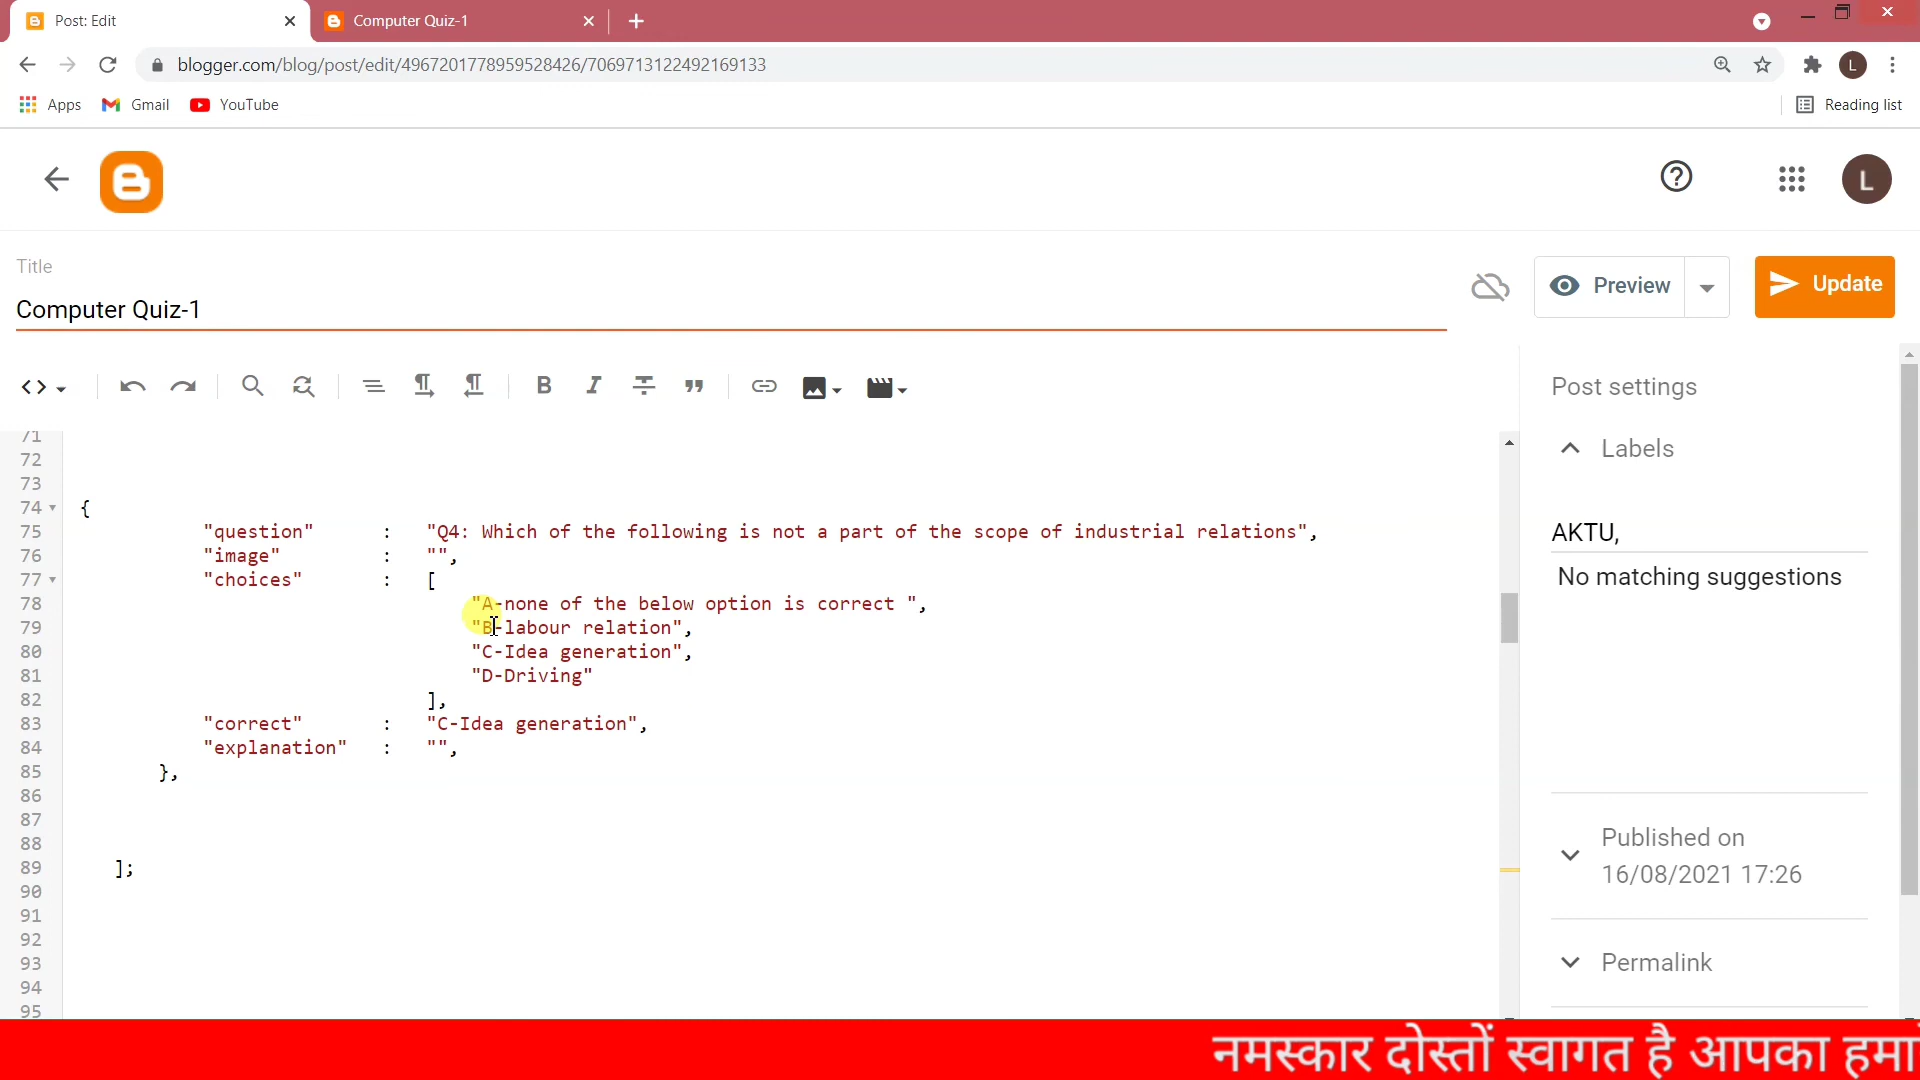 Post: Edit
Computer Quiz-1
blogger.com/blog/post/edit/4967201778959528426/7069713122492169133
L
Apps
Gmail
YouTube
Reading list
L
Title
Computer Quiz-1
Preview
Update
71
72
73
74 {
75 "question" : "Q4: Which of the following is not a part of the scope of industrial relations",
76 "image" : "",
77 "choices" : [
78 "A-none of the below option is correct ",
79 "B-labour relation",
80 "C-Idea generation",
81 "D-Driving"
82 ],
83 "correct" : "C-Idea generation",
84 "explanation" : "",
85 },
86
87
88
89 ];
90
91
92
93
94
95
Post settings
Labels
AKTU,
No matching suggestions
Published on
16/08/2021 17:26
Permalink
नमस्कार दोस्तों स्वागत है आपका